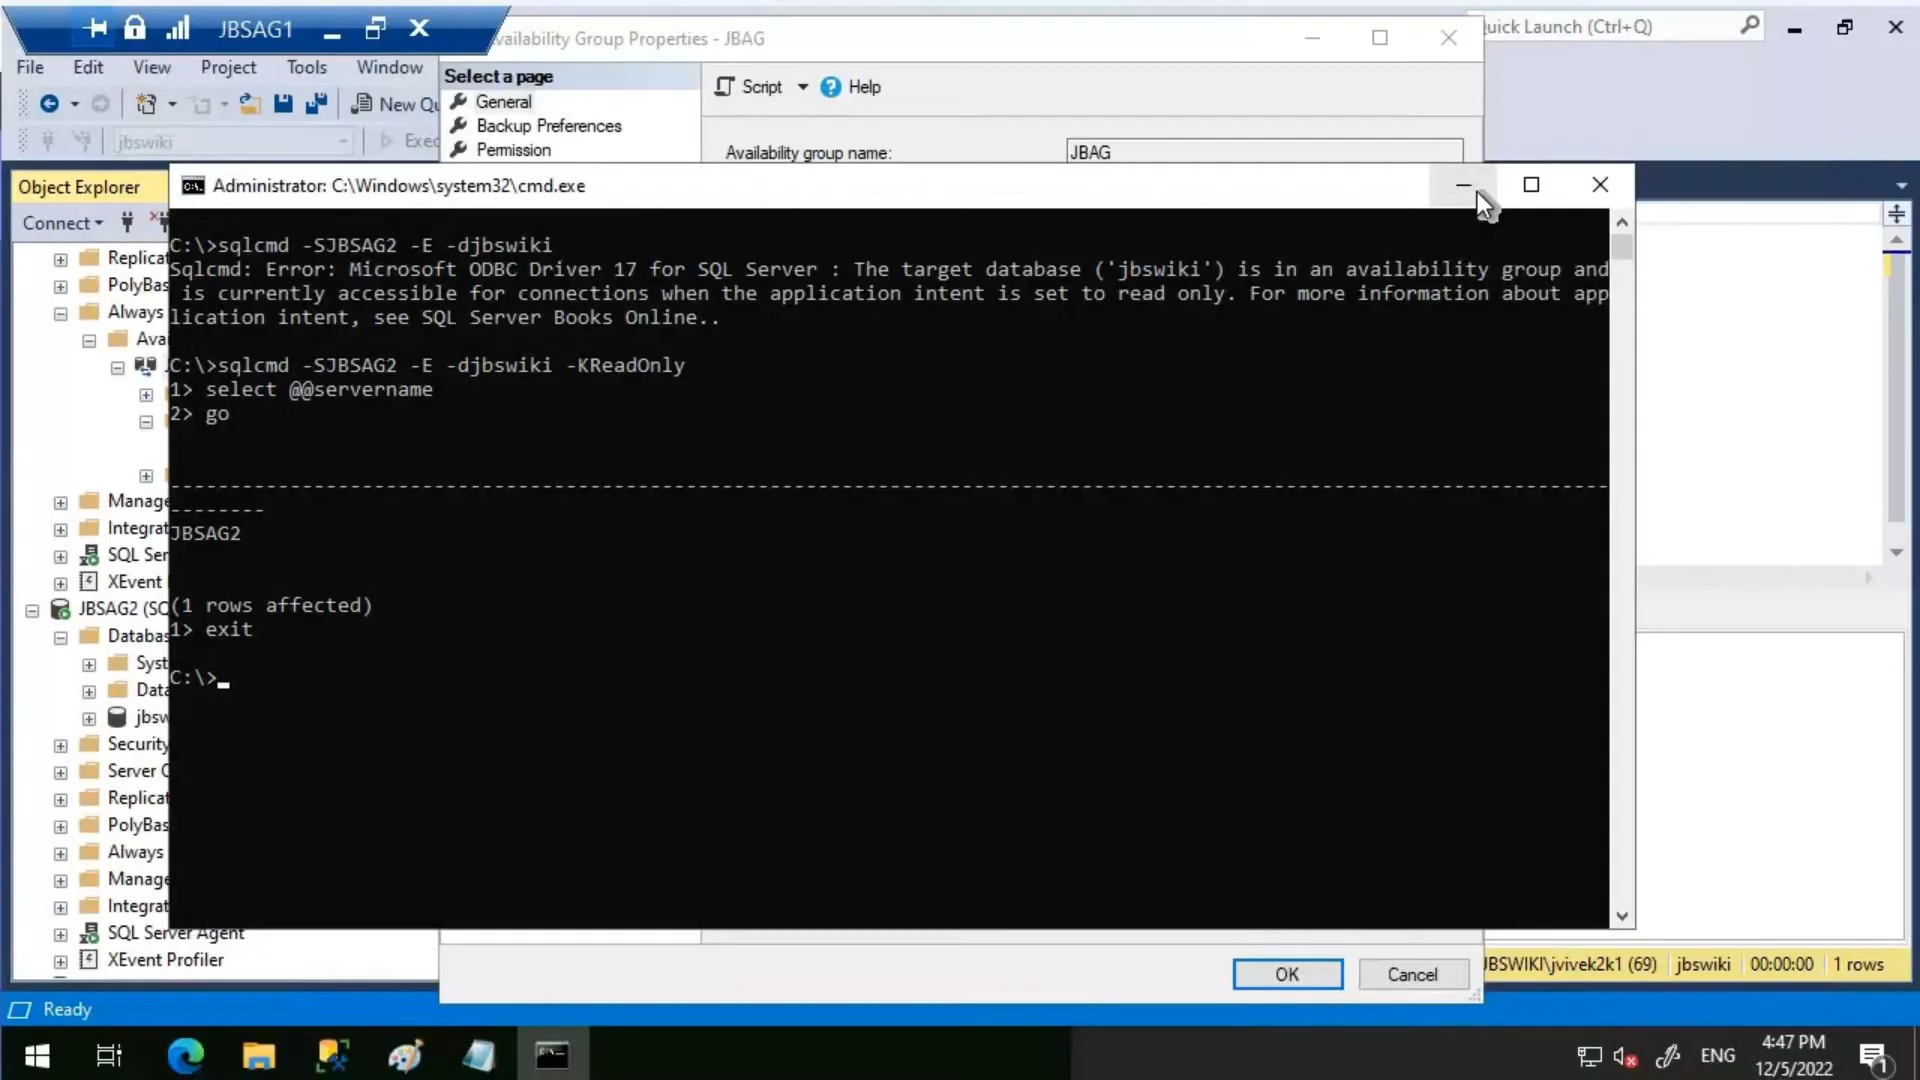 JBSAG1
Availability Group Properties - JBAG
Quick Launch (Ctrl+Q)
File Edit View Project Tools Window
Select a page
General
Backup Preferences
Permission
Script Help
Availability group name: JBAG
New Qu
jbswiki
Exec
Object Explorer
Connect
Replicat
PolyBas
Always
Avai
Manage
Integrat
SQL Ser
XEvent
JBSAG2 (SQ
Databas
Syst
Data
jbsw
Security
Server O
Replicat
PolyBas
Always
Manage
Integrat
SQL Server Agent
XEvent Profiler
Administrator: C:\Windows\system32\cmd.exe
C:\>sqlcmd -SJBSAG2 -E -djbswiki
Sqlcmd: Error: Microsoft ODBC Driver 17 for SQL Server : The target database ('jbswiki') is in an availability group and
is currently accessible for connections when the application intent is set to read only. For more information about app
lication intent, see SQL Server Books Online..
C:\>sqlcmd -SJBSAG2 -E -djbswiki -KReadOnly
1> select @@servername
2> go
------------------------------------------------------------------------------------------------------------------------
--------
JBSAG2
(1 rows affected)
1> exit
C:\>_
OK Cancel
JBSWIKI\jvivek2k1 (69) jbswiki 00:00:00 1 rows
Ready
ENG
4:47 PM
12/5/2022
1